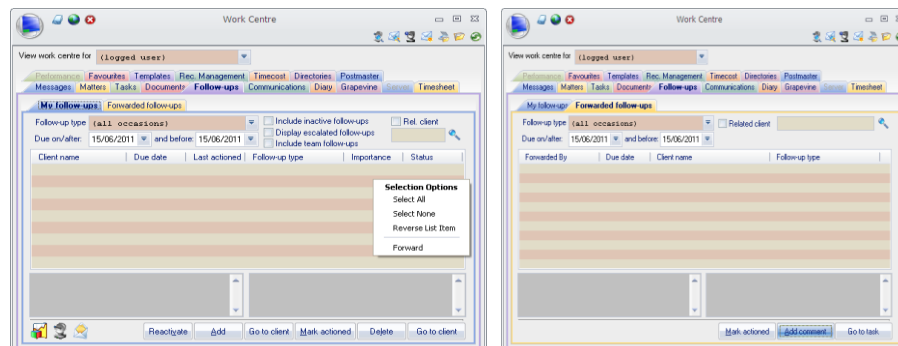 Work Centre
View work centre for (logged user)
Performance Favourites Templates Rec. Management Timecost Directories Postmaster
Messages Matters Tasks Documents Follow-ups Communications Diary Grapevine Timesheet
My follow-ups Forwarded follow-ups
Follow-up type (all occasions) Include inactive follow-ups Rel. client
Display escalated follow-ups
Due on/after: 15/06/2011 and before: 15/06/2011 Include team follow-ups
Client name Due date Last actioned Follow-up type Importance Status
Selection Options
Select All
Select None
Reverse List Item
Forward
Reactivate Add Go to client Mark actioned Delete Go to client
Work Centre
View work centre for (logged user)
Performance Favourites Templates Rec. Management Timecost Directories Postmaster
Messages Matters Tasks Documents Follow-ups Communications Diary Grapevine Timesheet
My follow-ups Forwarded follow-ups
Follow-up type (all occasions) Related client
Due on/after: 15/06/2011 and before: 15/06/2011
Forwarded By Due date Client name Follow-up type
Mark actioned Add comment Go to task